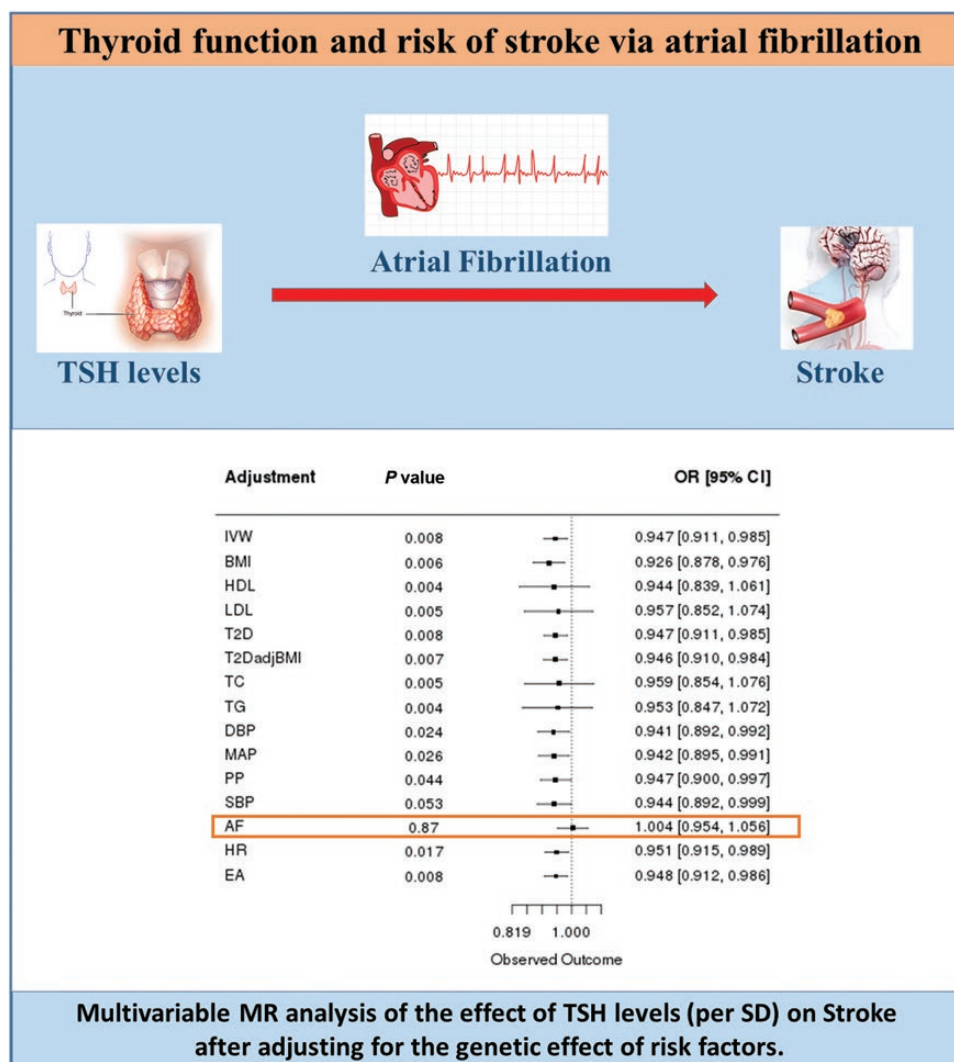 Thyroid function and risk of stroke via atrial fibrillation
Thyroid
Atrial Fibrillation
TSH levels
Stroke
Adjustment P value OR [95% CI]
IVW 0.008 0.947 [0.911, 0.985]
BMI 0.006 0.926 [0.878, 0.976]
HDL 0.004 0.944 [0.839, 1.061]
LDL 0.005 0.957 [0.852, 1.074]
T2D 0.008 0.947 [0.911, 0.985]
T2DadjBMI 0.007 0.946 [0.910, 0.984]
TC 0.005 0.959 [0.854, 1.076]
TG 0.004 0.953 [0.847, 1.072]
DBP 0.024 0.941 [0.892, 0.992]
MAP 0.026 0.942 [0.895, 0.991]
PP 0.044 0.947 [0.900, 0.997]
SBP 0.053 0.944 [0.892, 0.999]
AF 0.87 1.004 [0.954, 1.056]
HR 0.017 0.951 [0.915, 0.989]
EA 0.008 0.948 [0.912, 0.986]
0.819 1.000
Observed Outcome
Multivariable MR analysis of the effect of TSH levels (per SD) on Stroke
after adjusting for the genetic effect of risk factors.